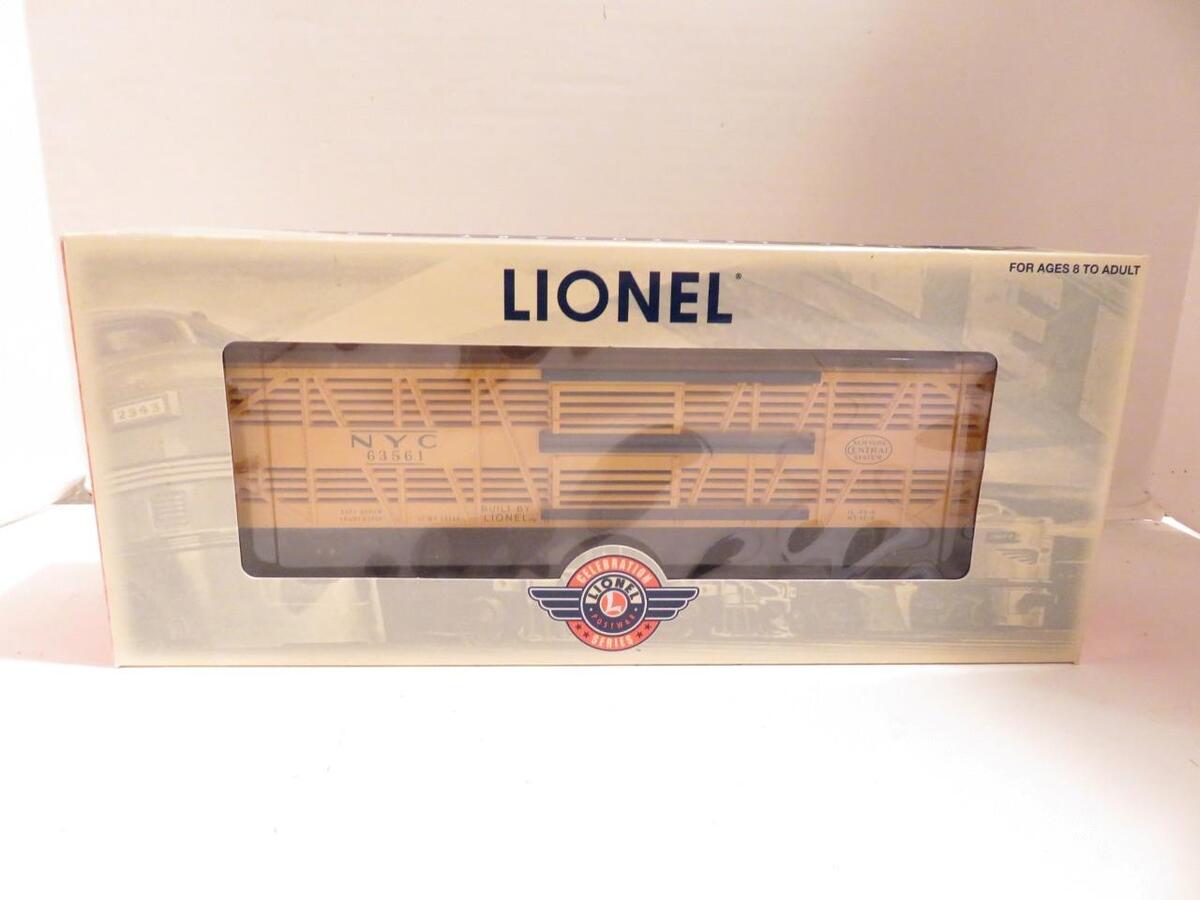 LIONEL®
FOR AGES 8 TO ADULT
2343
NYC
63561
NEW YORK
CENTRAL
SYSTEM
BUILT BY
LIONEL
CELEBRATION
LIONEL
L
POSTWAR
SERIES